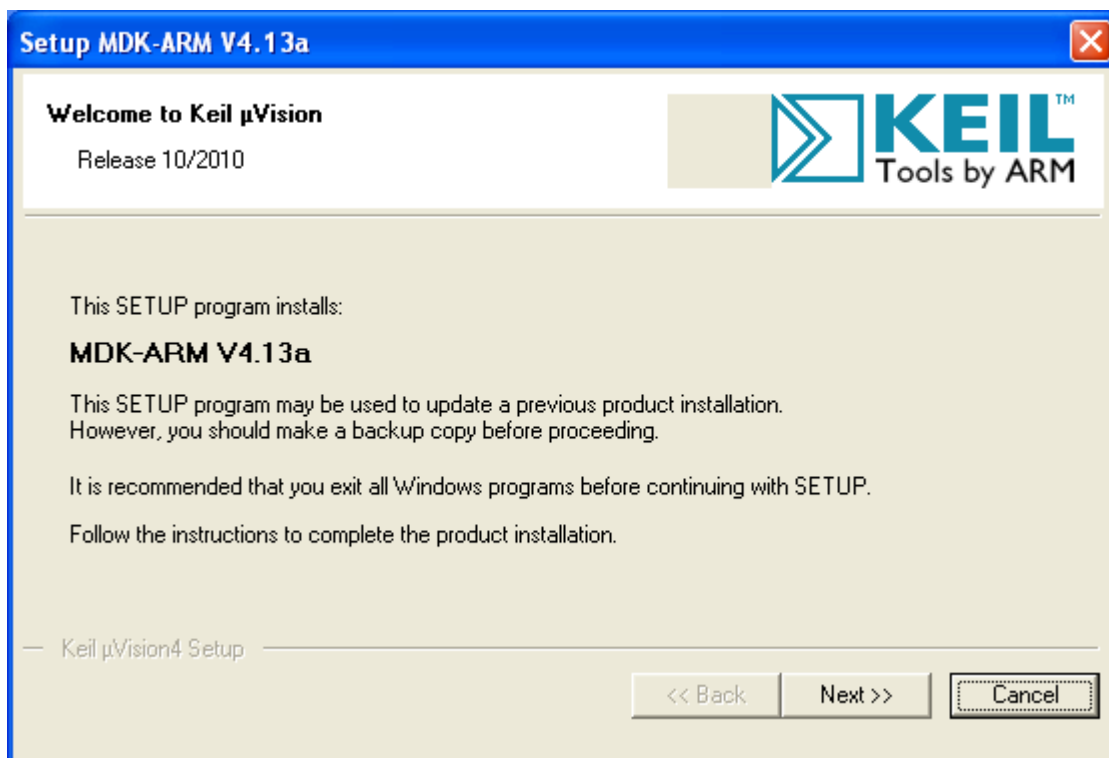 Setup MDK-ARM V4.13a
Welcome to Keil µVision
Release 10/2010
KEIL™
Tools by ARM
This SETUP program installs:
MDK-ARM V4.13a
This SETUP program may be used to update a previous product installation.
However, you should make a backup copy before proceeding.
It is recommended that you exit all Windows programs before continuing with SETUP.
Follow the instructions to complete the product installation.
Keil µVision4 Setup
<< Back
Next >>
Cancel